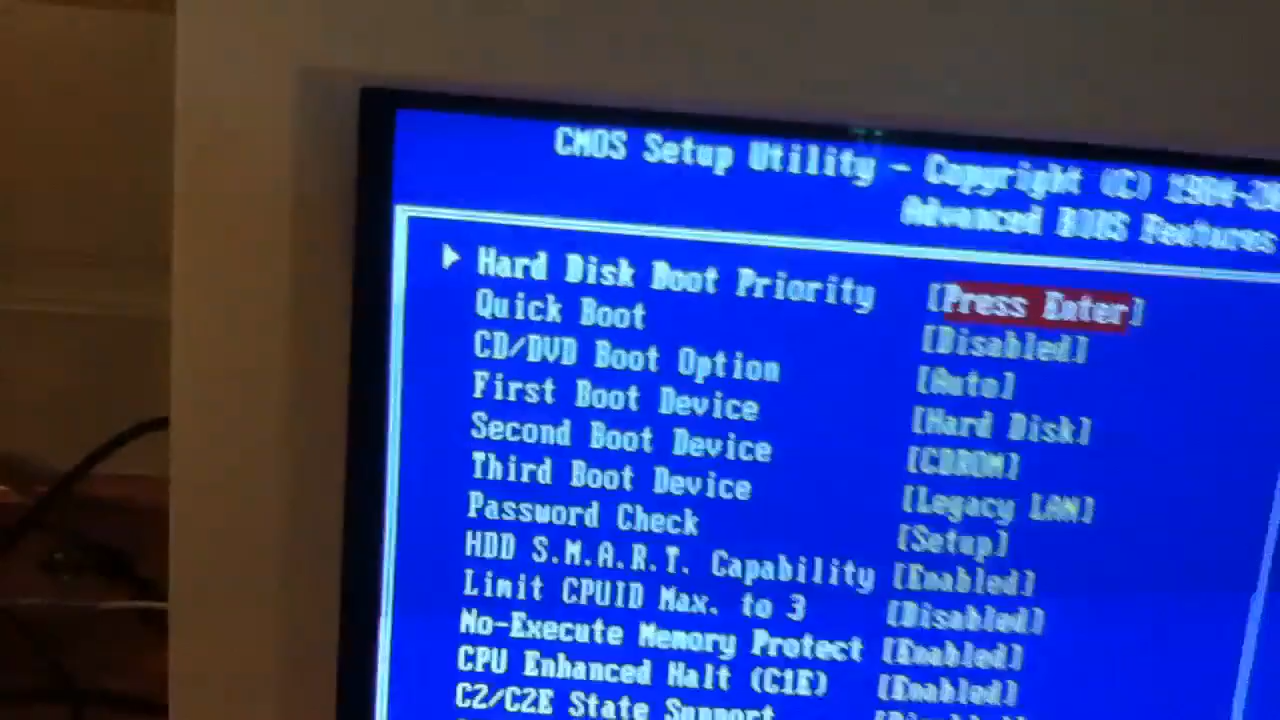 CMOS Setup Utility - Copyright (C) 1984-20
Advanced BIOS Features
Hard Disk Boot Priority [Press Enter]
Quick Boot [Disabled]
CD/DVD Boot Option [Auto]
First Boot Device [Hard Disk]
Second Boot Device [CDROM]
Third Boot Device [Legacy LAN]
Password Check [Setup]
HDD S.M.A.R.T. Capability [Enabled]
Limit CPUID Max. to 3 [Disabled]
No-Execute Memory Protect [Enabled]
CPU Enhanced Halt (C1E) [Enabled]
C2/C2E State Support